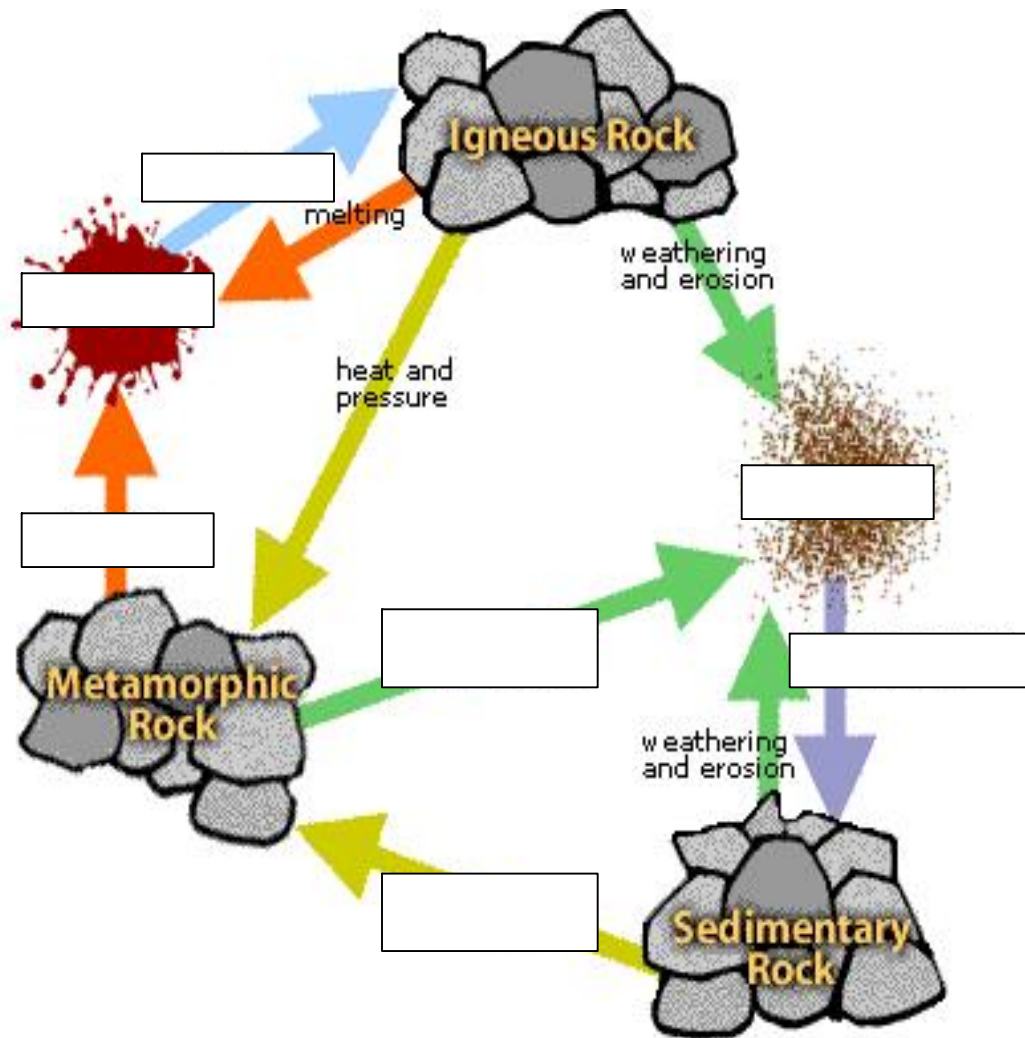 Igneous Rock
melting
weathering
and erosion
heat and
pressure
Metamorphic
Rock
weathering
and erosion
Sedimentary
Rock